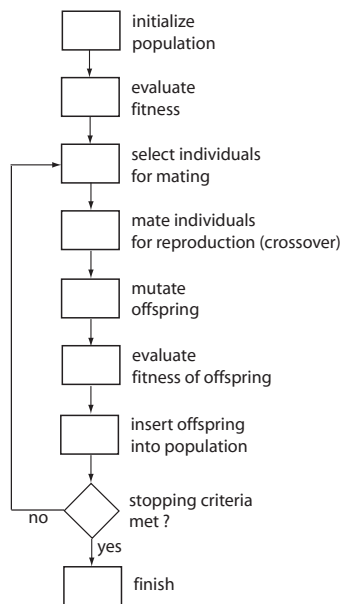 initialize
population
evaluate
fitness
select individuals
for mating
mate individuals
for reproduction (crossover)
mutate
offspring
evaluate
fitness of offspring
insert offspring
into population
stopping criteria
met ?
no
yes
finish